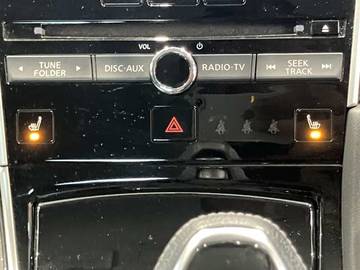 VOL
TUNE FOLDER
DISC·AUX
RADIO·TV
SEEK TRACK